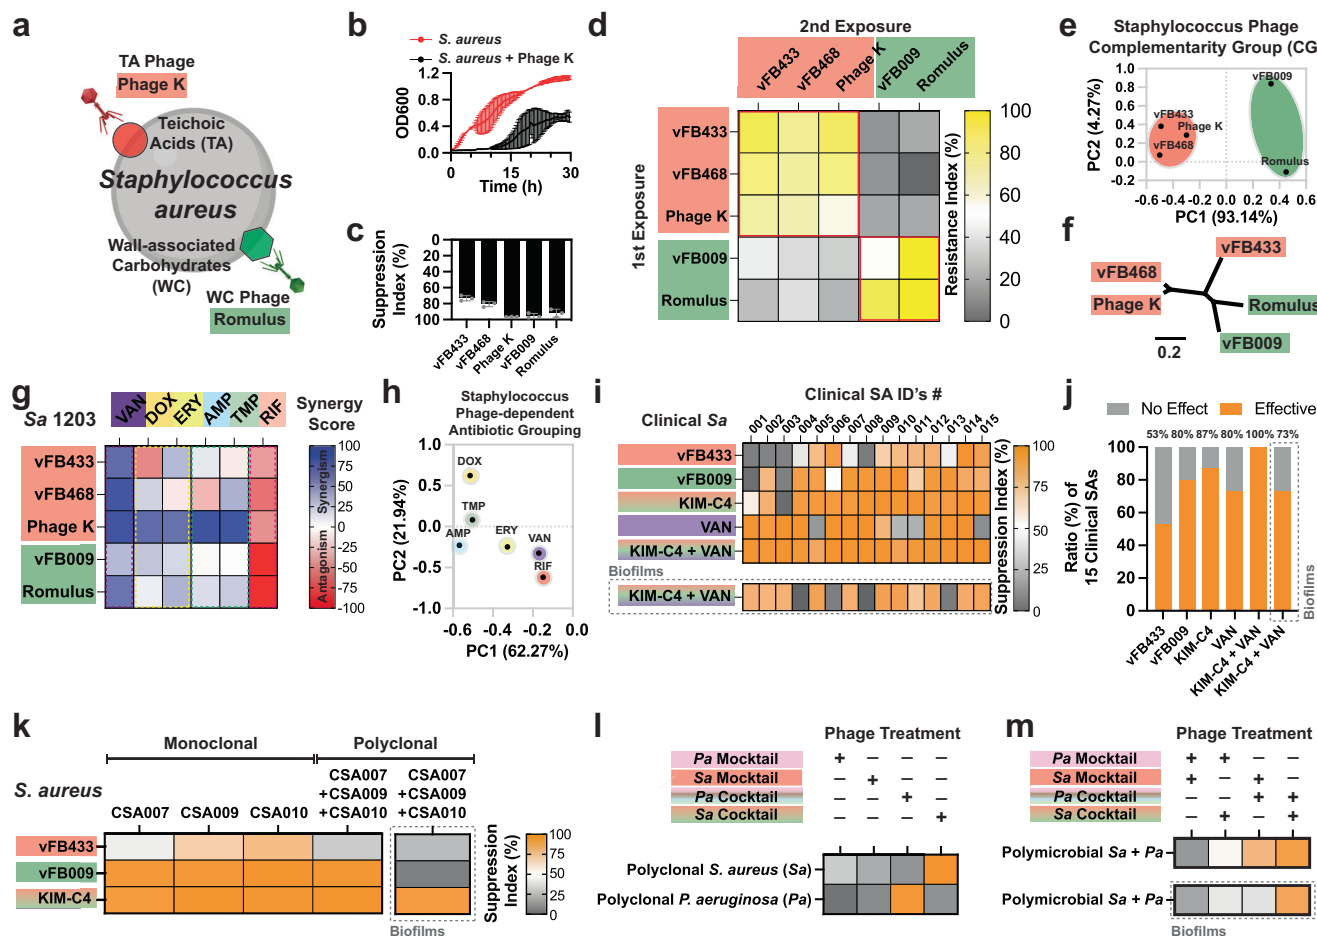 a
TA Phage
Phage K
Teichoic
Acids (TA)
Staphylococcus
aureus
Wall-associated
Carbohydrates
(WC)
WC Phage
Romulus
b
S. aureus
S. aureus + Phage K
OD600
1.2
0.8
0.4
0.0
0 15 30
Time (h)
c
Suppression
Index (%)
0
20
40
60
80
100
vFB433
vFB468
Phage K
vFB009
Romulus
d
2nd Exposure
vFB433
vFB468
Phage K
vFB009
Romulus
1st Exposure
vFB433
vFB468
Phage K
vFB009
Romulus
100
80
60
40
20
0
Resistance Index (%)
e
Staphylococcus Phage
Complementarity Group (CG
PC2 (4.27%)
1.0
0.8
0.6
0.4
0.2
0.0
-0.2
vFB009
vFB433
Phage K
vFB468
Romulus
-0.6 -0.4 -0.2 0.0 0.2 0.4 0.6
PC1 (93.14%)
f
vFB433
vFB468
Phage K
Romulus
vFB009
0.2
g
Sa 1203
VAN
DOX
ERY
AMP
TMP
RIF
vFB433
vFB468
Phage K
vFB009
Romulus
Synergy
Score
100
75
50
25
0
-25
-50
-75
-100
Synergism
Antagonism
h
Staphylococcus
Phage-dependent
Antibiotic Grouping
PC2 (21.94%)
1.0
0.5
0.0
-0.5
-1.0
DOX
TMP
AMP
ERY
VAN
RIF
-0.6 -0.4 -0.2 0.0
PC1 (62.27%)
i
Clinical SA ID's #
Clinical Sa
001
002
003
004
005
006
007
008
009
010
011
012
013
014
015
vFB433
vFB009
KIM-C4
VAN
KIM-C4 + VAN
Biofilms
KIM-C4 + VAN
100
75
50
25
0
Suppression Index (%)
j
No Effect
Effective
53% 80% 87% 80% 100% 73%
Ratio (%) of
15 Clinical SAs
100
80
60
40
20
0
vFB433
vFB009
KIM-C4
VAN
KIM-C4 + VAN
KIM-C4 + VAN
Biofilms
k
Monoclonal
Polyclonal
S. aureus
CSA007
CSA009
CSA010
CSA007
+CSA009
+CSA010
CSA007
+CSA009
+CSA010
vFB433
vFB009
KIM-C4
Biofilms
Suppression
Index (%)
100
75
50
25
0
l
Phage Treatment
Pa Mocktail + − − −
Sa Mocktail − + − −
Pa Cocktail − − + −
Sa Cocktail − − − +
Polyclonal S. aureus (Sa)
Polyclonal P. aeruginosa (Pa)
m
Phage Treatment
Pa Mocktail + + − −
Sa Mocktail + − + −
Pa Cocktail − − + +
Sa Cocktail − + − +
Polymicrobial Sa + Pa
Polymicrobial Sa + Pa
Biofilms